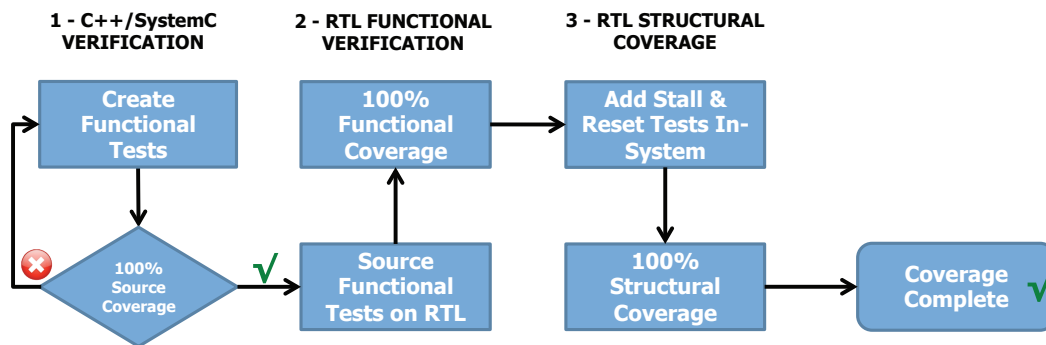 1 - C++/SystemC
VERIFICATION
2 - RTL FUNCTIONAL
VERIFICATION
3 - RTL STRUCTURAL
COVERAGE
Create
Functional
Tests
100%
Source
Coverage
√
Source
Functional
Tests on RTL
100%
Functional
Coverage
Add Stall &
Reset Tests In-
System
100%
Structural
Coverage
Coverage
Complete
√